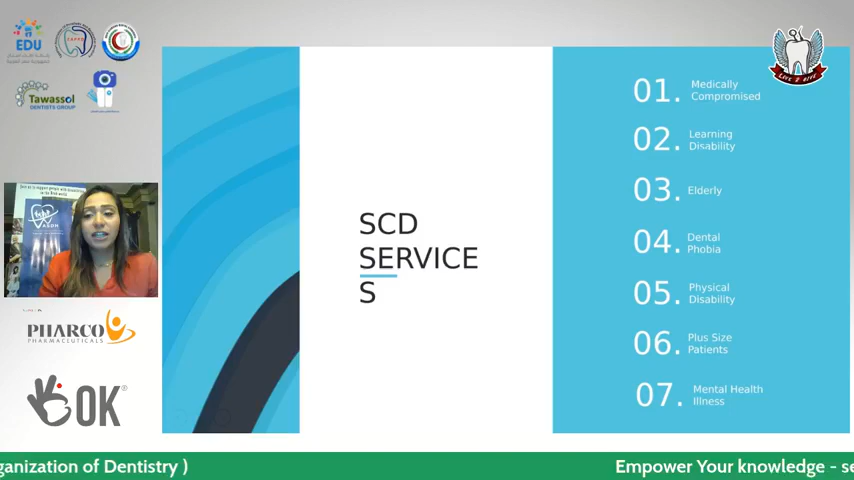 EDU
Tawassol
DENTISTS GROUP
PHARCO
PHARMACEUTICALS
OK®
SCD
SERVICE
S
01. Medically
Compromised
02. Learning
Disability
03. Elderly
04. Dental
Phobia
05. Physical
Disability
06. Plus Size
Patients
07. Mental Health
Illness
ganization of Dentistry )
Empower Your knowledge - se